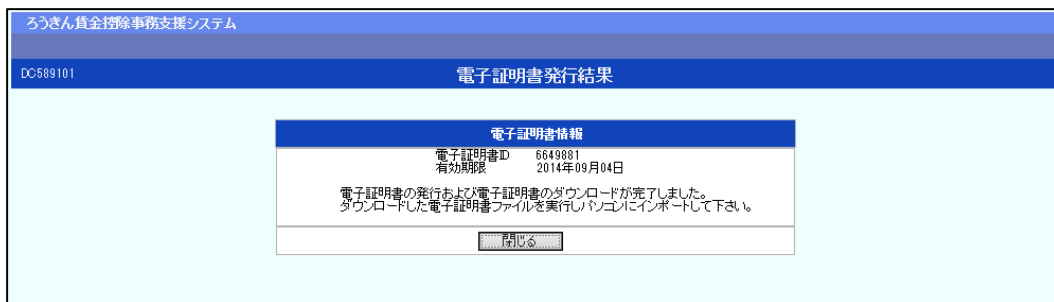 ろうきん賃金控除事務支援システム
DC589101
電子証明書発行結果
電子証明書情報
電子証明書ID 6649881
有効期限 2014年09月04日
電子証明書の発行および電子証明書のダウンロードが完了しました。
ダウンロードした電子証明書ファイルを実行しパソコンにインポートして下さい。
閉じる